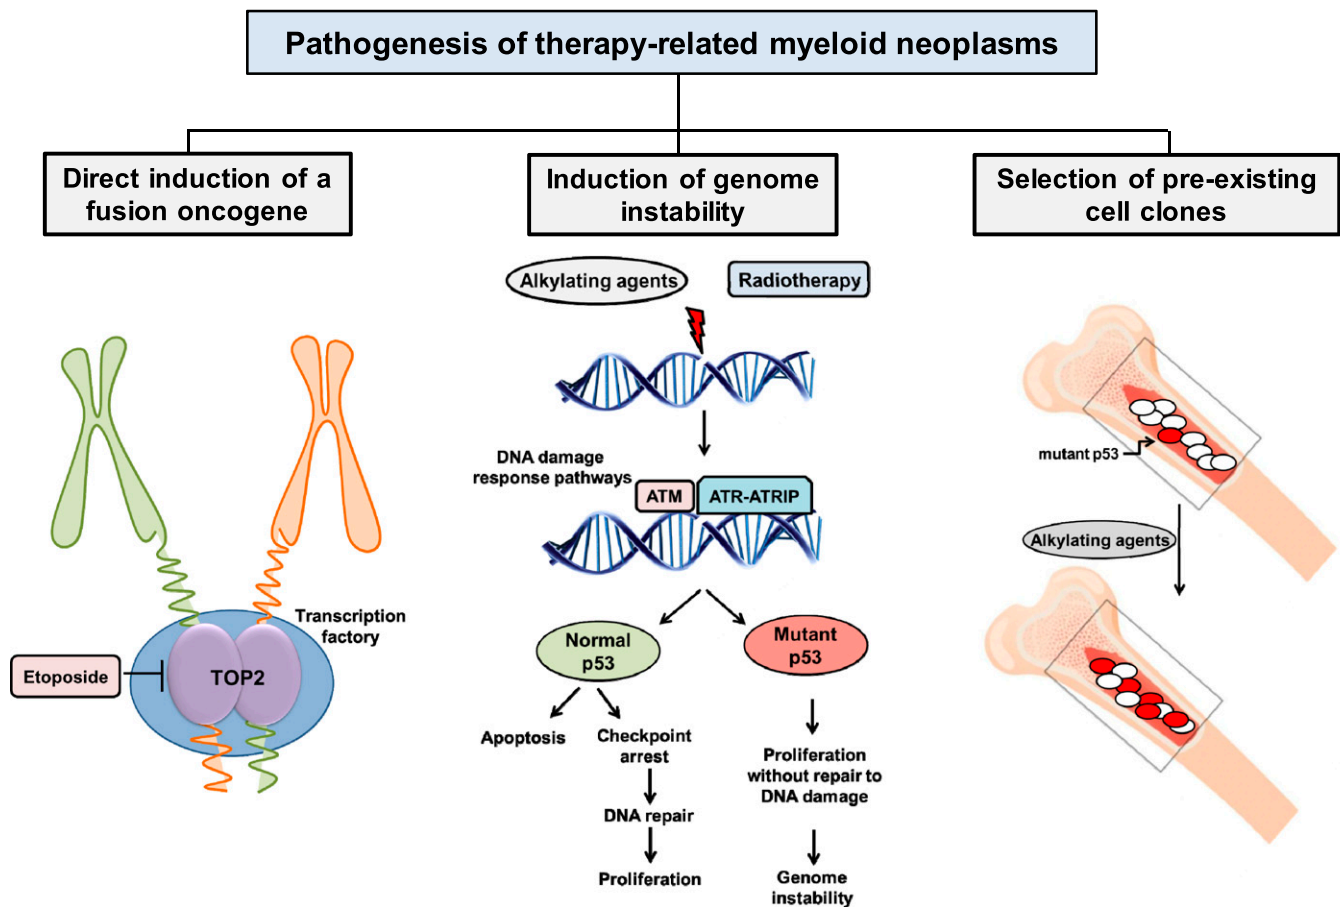 Pathogenesis of therapy-related myeloid neoplasms
Direct induction of a
fusion oncogene
Induction of genome
instability
Selection of pre-existing
cell clones
Transcription
factory
Etoposide
TOP2
Alkylating agents
Radiotherapy
DNA damage
response pathways
ATM
ATR-ATRIP
Normal
p53
Mutant
p53
Apoptosis
Checkpoint
arrest
DNA repair
Proliferation
Proliferation
without repair to
DNA damage
Genome
instability
mutant p53
Alkylating agents